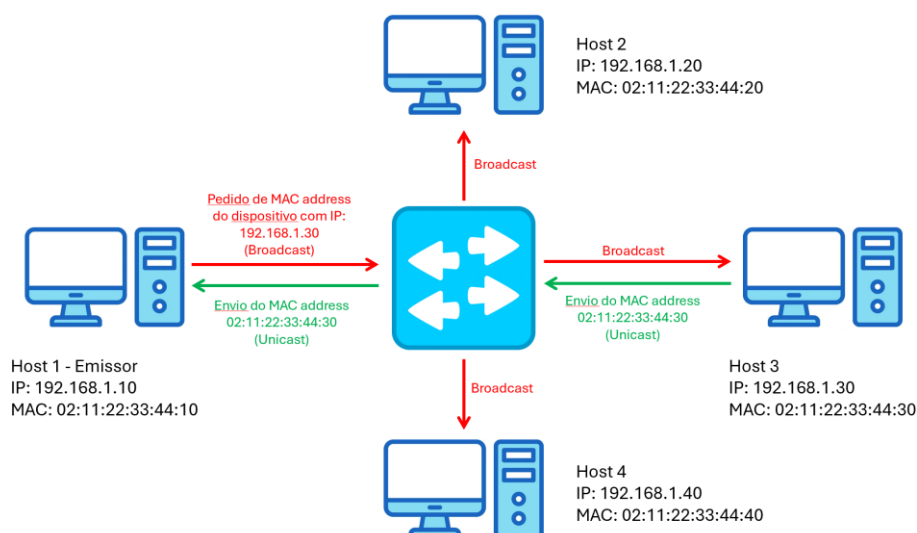 Host 2
IP: 192.168.1.20
MAC: 02:11:22:33:44:20
Broadcast
Pedido de MAC address
do dispositivo com IP:
192.168.1.30
(Broadcast)
Broadcast
Envio do MAC address
02:11:22:33:44:30
(Unicast)
Envio do MAC address
02:11:22:33:44:30
(Unicast)
Host 1 - Emissor
IP: 192.168.1.10
MAC: 02:11:22:33:44:10
Host 3
IP: 192.168.1.30
MAC: 02:11:22:33:44:30
Broadcast
Host 4
IP: 192.168.1.40
MAC: 02:11:22:33:44:40